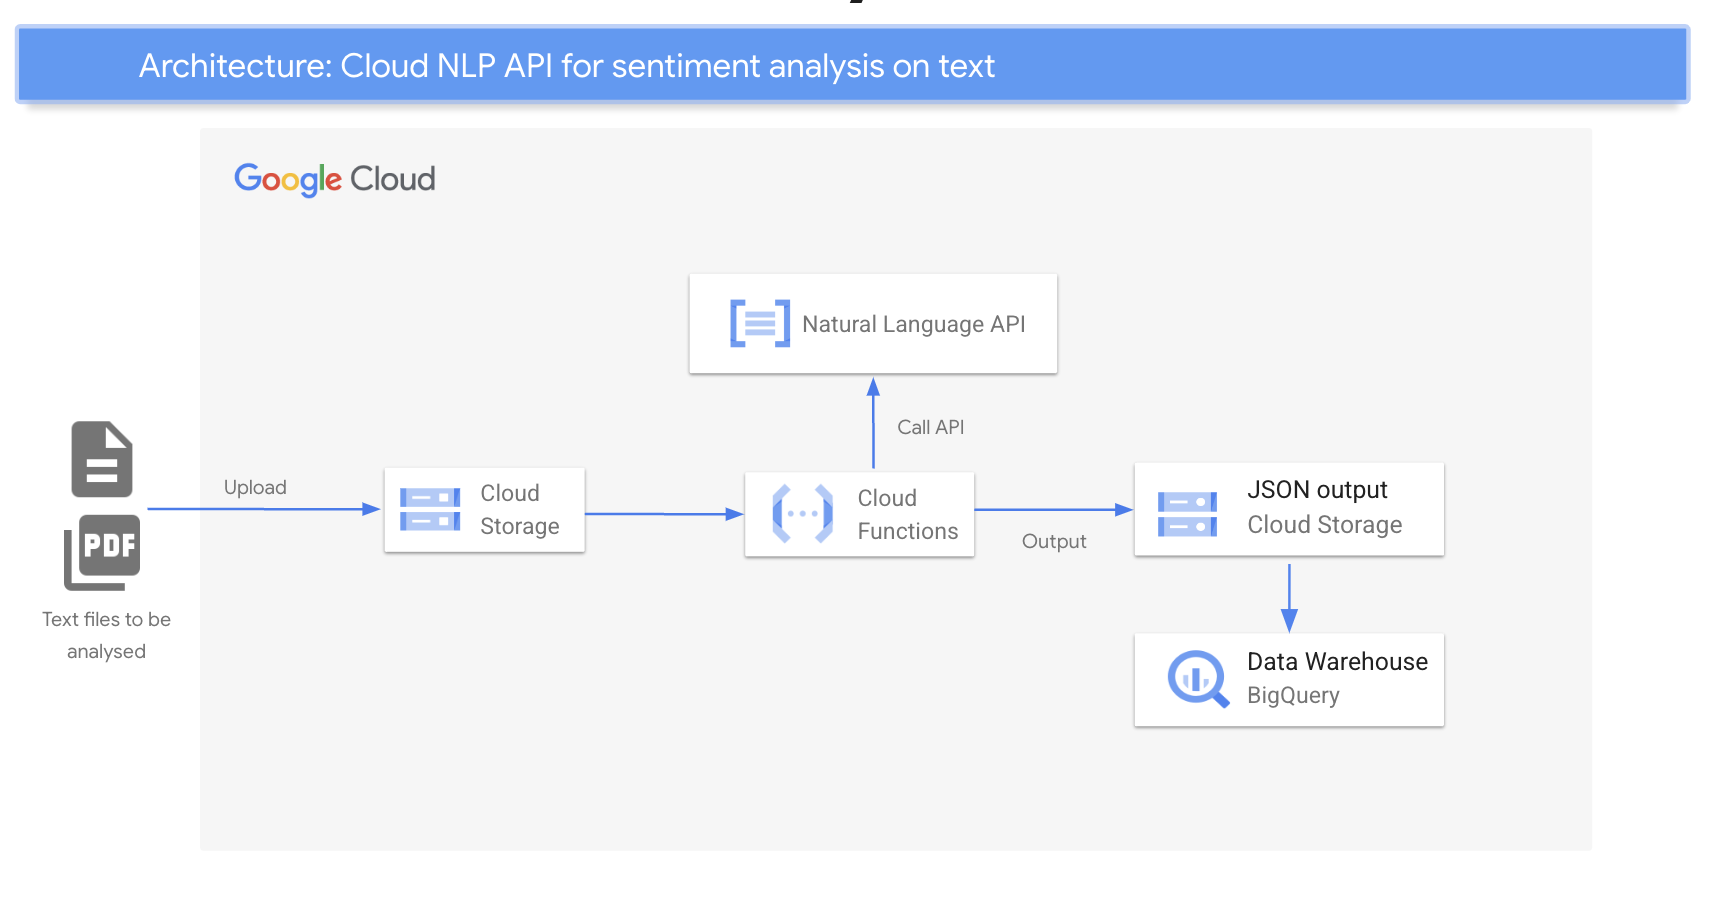 Architecture: Cloud NLP API for sentiment analysis on text
Google Cloud
Natural Language API
Call API
Upload
Cloud
Storage
Cloud
Functions
Output
JSON output
Cloud Storage
PDF
Text files to be
analysed
Data Warehouse
BigQuery